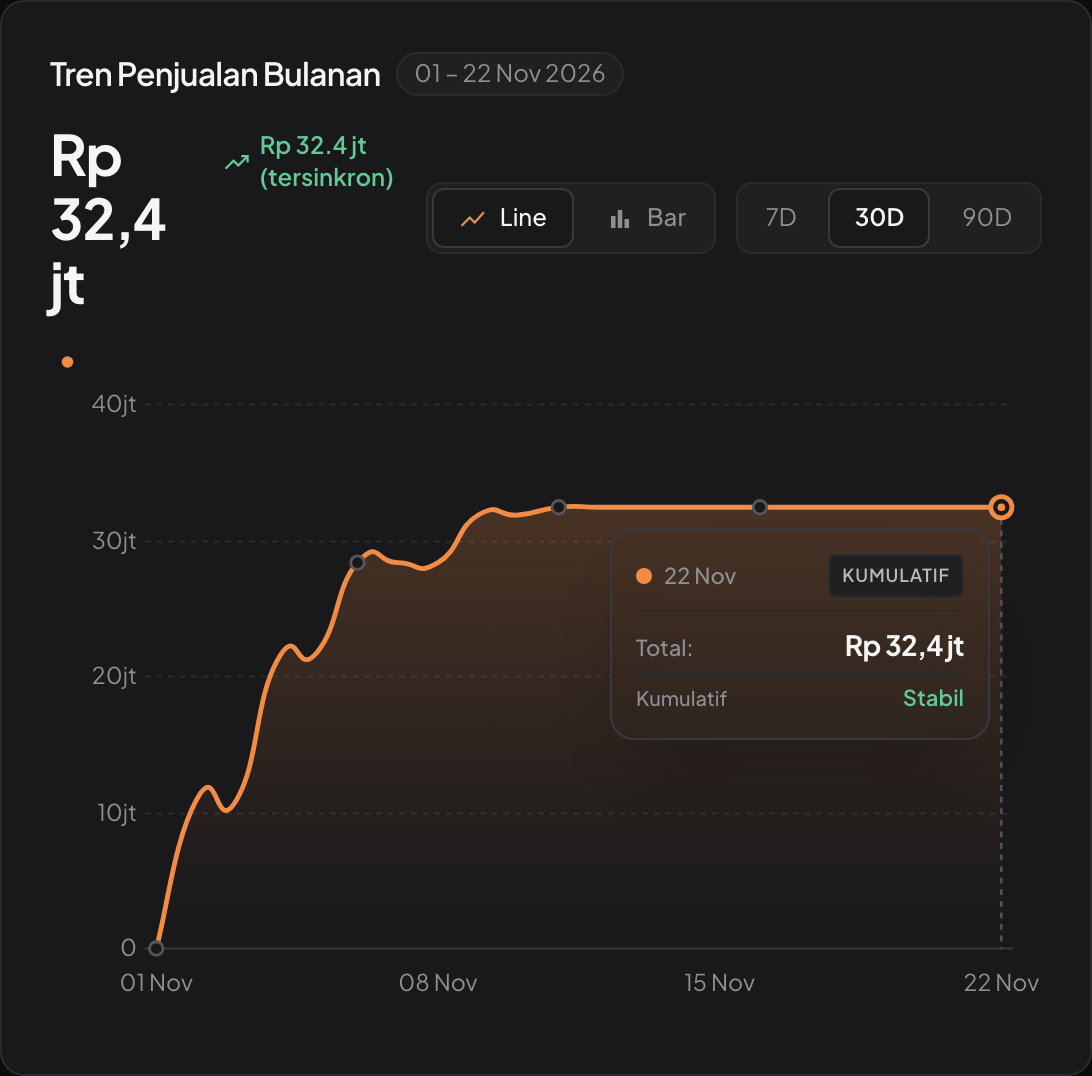 Tren Penjualan Bulanan
01 – 22 Nov 2026
Rp
32,4
jt
Rp 32.4 jt
(tersinkron)
Line
Bar
7D
30D
90D
40jt
30jt
20jt
10jt
0
22 Nov
KUMULATIF
Total:
Rp 32,4 jt
Kumulatif
Stabil
01 Nov
08 Nov
15 Nov
22 Nov